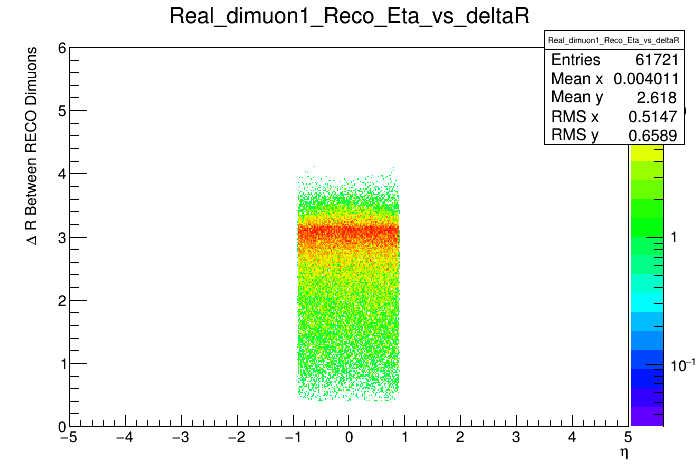 Real_dimuon1_Reco_Eta_vs_deltaR
Real_dimuon1_Reco_Eta_vs_deltaR
Entries 61721
Mean x 0.004011
Mean y 2.618
RMS x 0.5147
RMS y 0.6589
Δ R Between RECO Dimuons
6
5
4
3
2
1
0
−5 −4 −3 −2 −1 0 1 2 3 4 5
η
1
10⁻¹